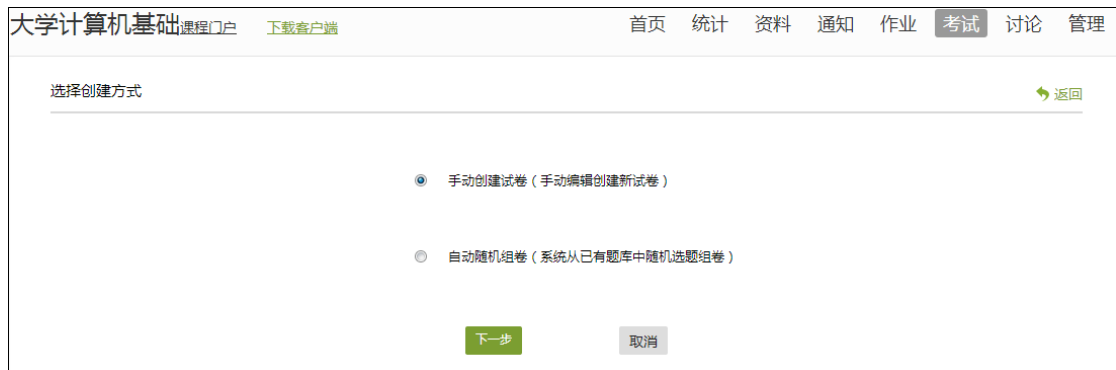 大学计算机基础 课程门户 下载客户端 首页 统计 资料 通知 作业 考试 讨论 管理
选择创建方式 返回
手动创建试卷（手动编辑创建新试卷）
自动随机组卷（系统从已有题库中随机选题组卷）
下一步 取消